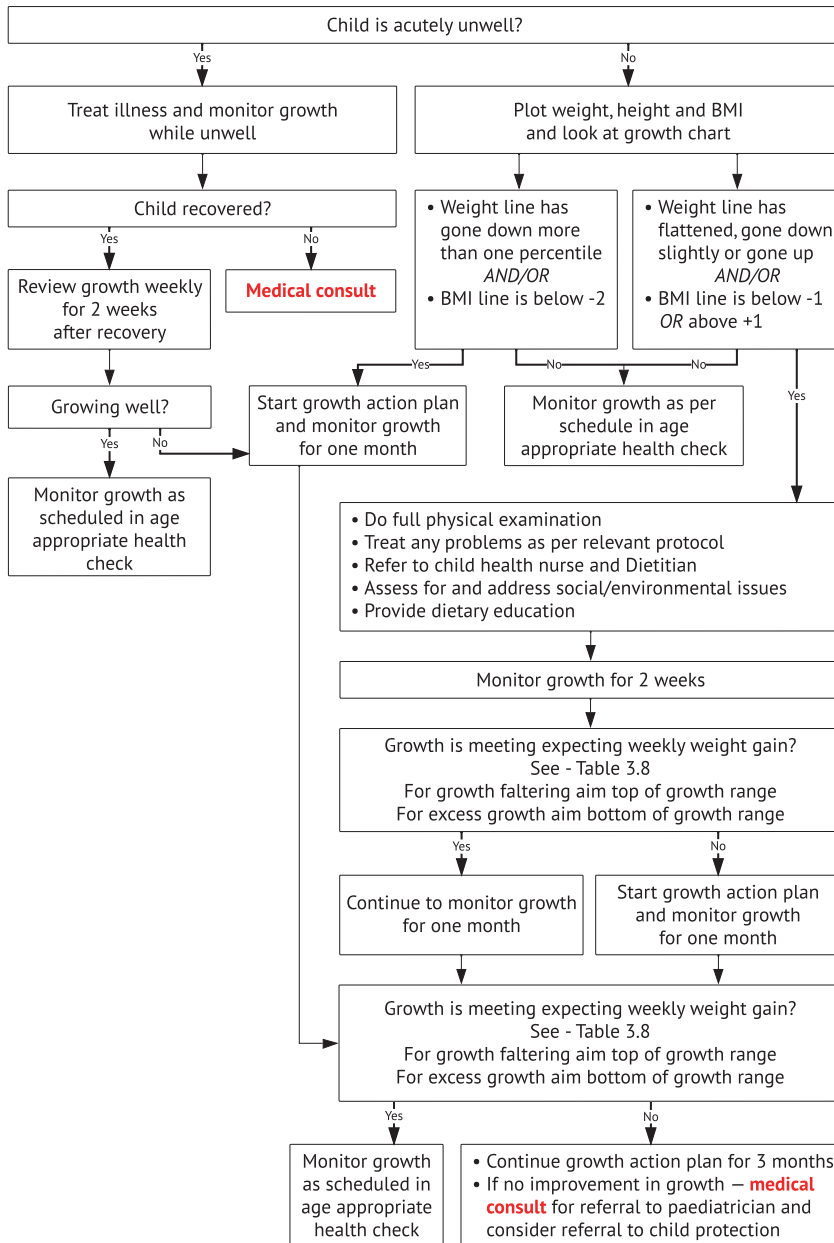 Child is acutely unwell?
Yes
No
Treat illness and monitor growth
while unwell
Plot weight, height and BMI
and look at growth chart
Child recovered?
Yes
No
• Weight line has
gone down more
than one percentile
AND/OR
• BMI line is below -2
• Weight line has
flattened, gone down
slightly or gone up
AND/OR
• BMI line is below -1
OR above +1
Review growth weekly
for 2 weeks
after recovery
Medical consult
Yes
No
No
Yes
Growing well?
Yes
No
Start growth action plan
and monitor growth
for one month
Monitor growth as per
schedule in age
appropriate health check
Monitor growth as
scheduled in age
appropriate health
check
• Do full physical examination
• Treat any problems as per relevant protocol
• Refer to child health nurse and Dietitian
• Assess for and address social/environmental issues
• Provide dietary education
Monitor growth for 2 weeks
Growth is meeting expecting weekly weight gain?
See - Table 3.8
For growth faltering aim top of growth range
For excess growth aim bottom of growth range
Yes
No
Continue to monitor growth
for one month
Start growth action plan
and monitor growth
for one month
Growth is meeting expecting weekly weight gain?
See - Table 3.8
For growth faltering aim top of growth range
For excess growth aim bottom of growth range
Yes
No
Monitor growth
as scheduled in
age appropriate
health check
• Continue growth action plan for 3 months
• If no improvement in growth — medical
consult for referral to paediatrician and
consider referral to child protection